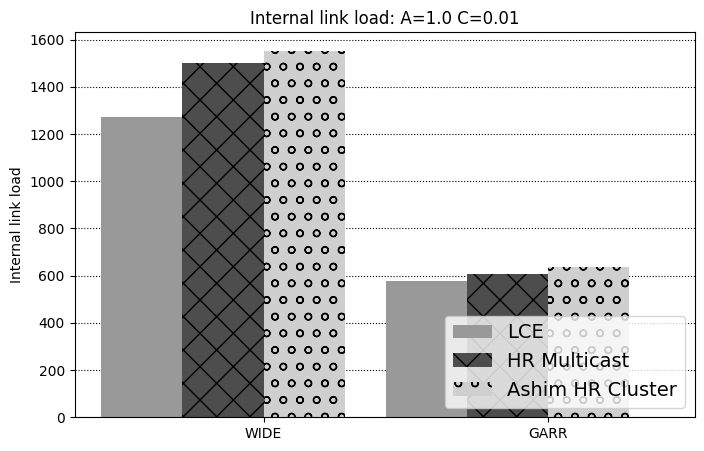 Internal link load: A=1.0 C=0.01
1600
1400
1200
1000
800
600
400
200
0
Internal link load
LCE
HR Multicast
Ashim HR Cluster
WIDE
GARR